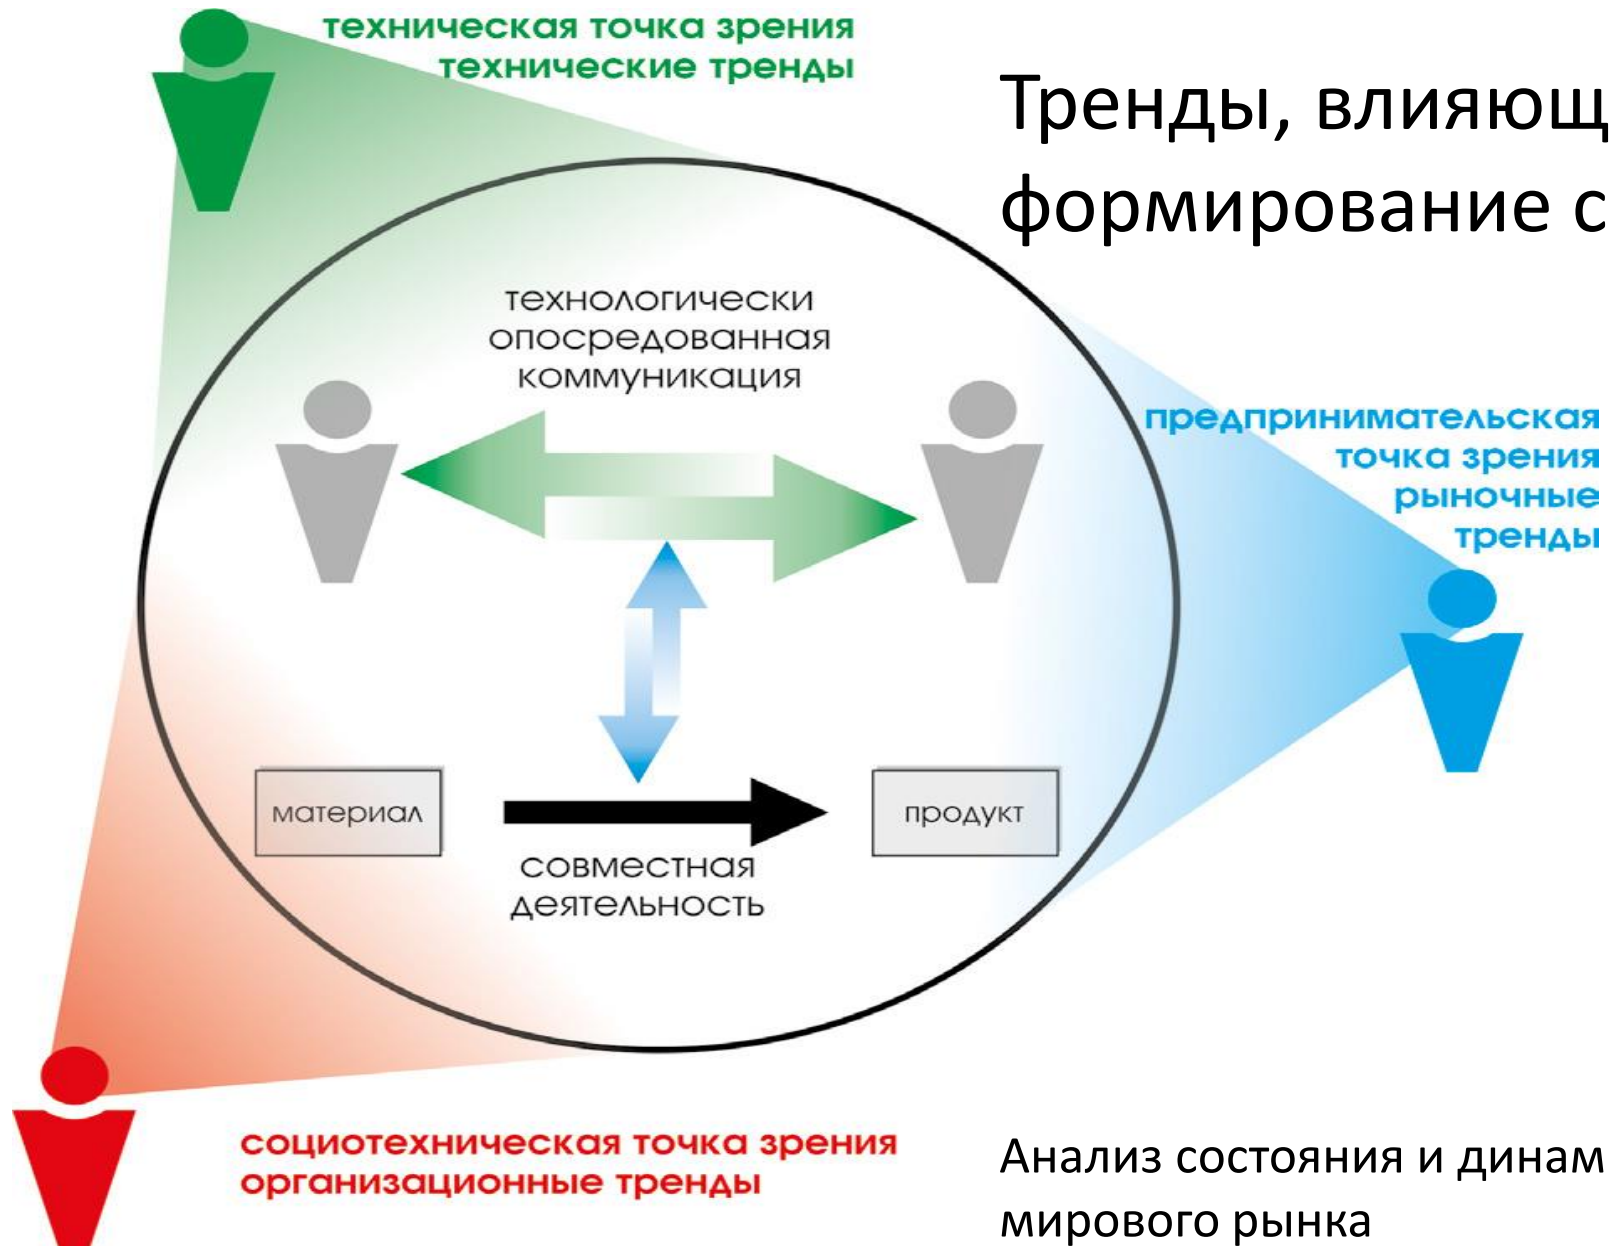 техническая точка зрения
технические тренды
Тренды, влияющ
формирование с
технологически
опосредованная
коммуникация
предпринимательская
точка зрения
рыночные
тренды
материал
продукт
совместная
деятельность
социотехническая точка зрения
организационные тренды
Анализ состояния и динам
мирового рынка